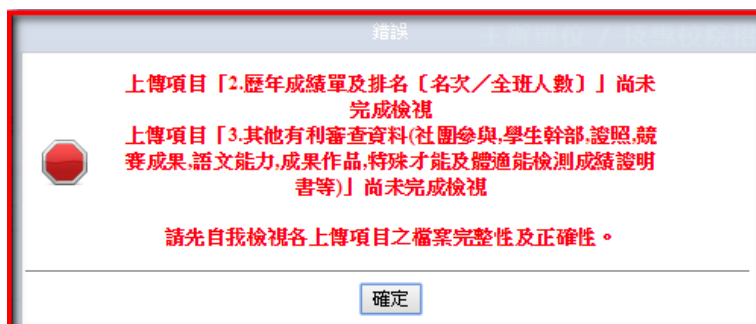 錯誤
上傳項目「2.歷年成績單及排名〔名次／全班人數〕」尚未
完成檢視
上傳項目「3.其他有利審查資料(社團參與,學生幹部,證照,競
賽成果,語文能力,成果作品,特殊才能及體適能檢測成績證明
書等)」尚未完成檢視
請先自我檢視各上傳項目之檔案完整性及正確性。
確定